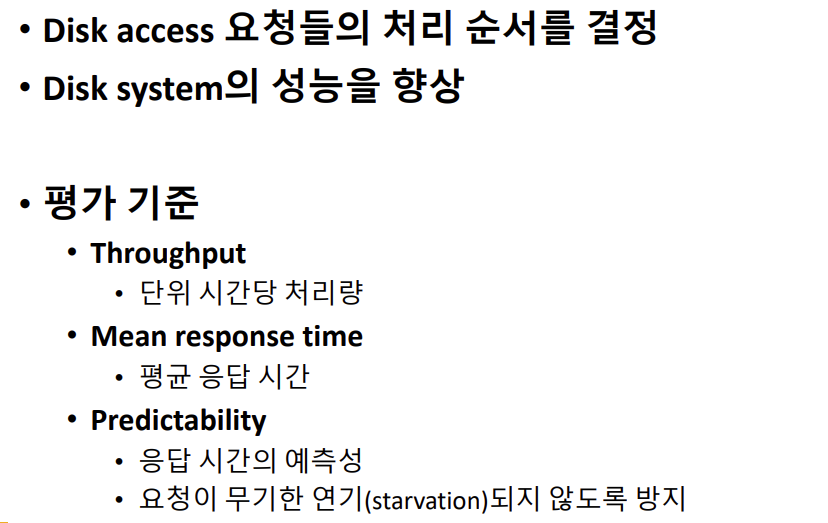 • Disk access 요청들의 처리 순서를 결정
• Disk system의 성능을 향상
• 평가 기준
• Throughput
• 단위 시간당 처리량
• Mean response time
• 평균 응답 시간
• Predictability
• 응답 시간의 예측성
• 요청이 무기한 연기(starvation)되지 않도록 방지